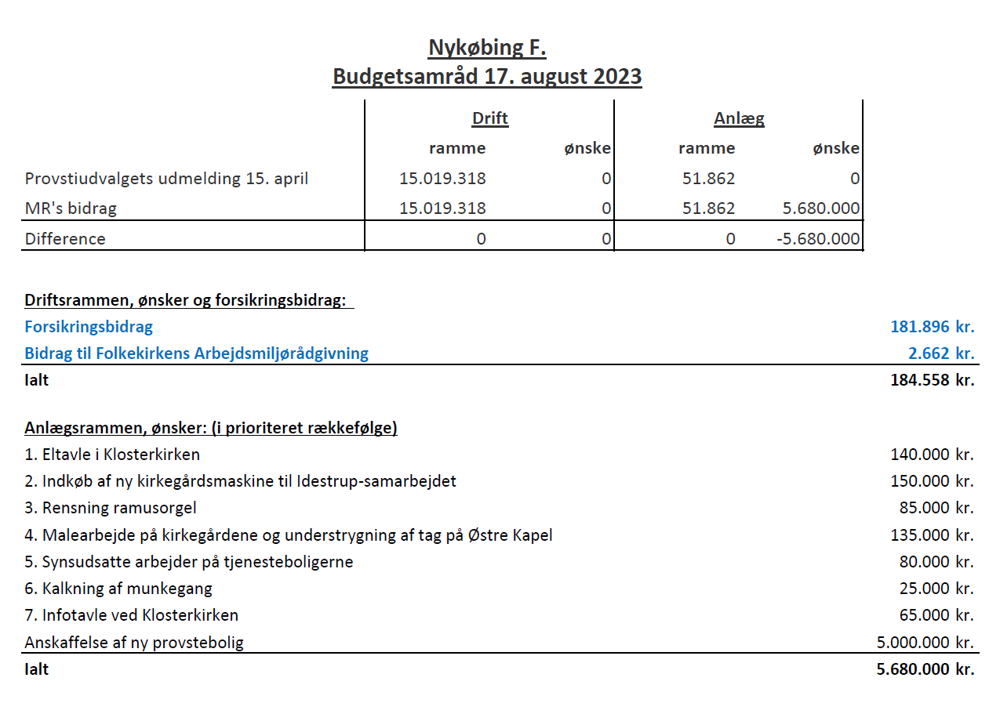 Nykøbing F.
Budgetsamråd 17. august 2023
Drift Anlæg
ramme ønske ramme ønske
Provstiudvalgets udmelding 15. april 15.019.318 0 51.862 0
MR's bidrag 15.019.318 0 51.862 5.680.000
Difference 0 0 0 -5.680.000
Driftsrammen, ønsker og forsikringsbidrag:
Forsikringsbidrag 181.896 kr.
Bidrag til Folkekirkens Arbejdsmiljørådgivning 2.662 kr.
Ialt 184.558 kr.
Anlægsrammen, ønsker: (i prioriteret rækkefølge)
1. Eltavle i Klosterkirken 140.000 kr.
2. Indkøb af ny kirkegårdsmaskine til Idestrup-samarbejdet 150.000 kr.
3. Rensning ramusorgel 85.000 kr.
4. Malearbejde på kirkegårdene og understrygning af tag på Østre Kapel 135.000 kr.
5. Synsudsatte arbejder på tjenesteboligerne 80.000 kr.
6. Kalkning af munkegang 25.000 kr.
7. Infotavle ved Klosterkirken 65.000 kr.
Anskaffelse af ny provstebolig 5.000.000 kr.
Ialt 5.680.000 kr.